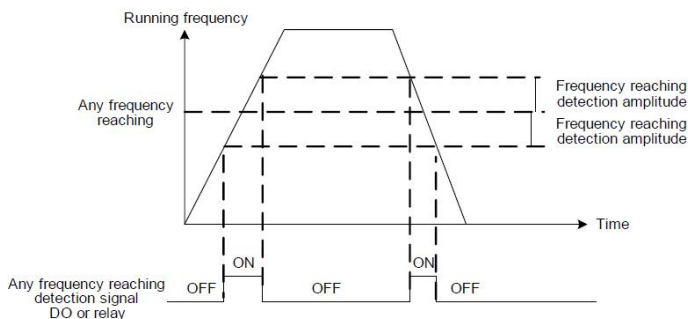 Running frequency
Any frequency
reaching
Frequency reaching
detection amplitude
Frequency reaching
detection amplitude
Time
ON
ON
Any frequency reaching
detection signal
DO or relay
OFF
OFF
OFF